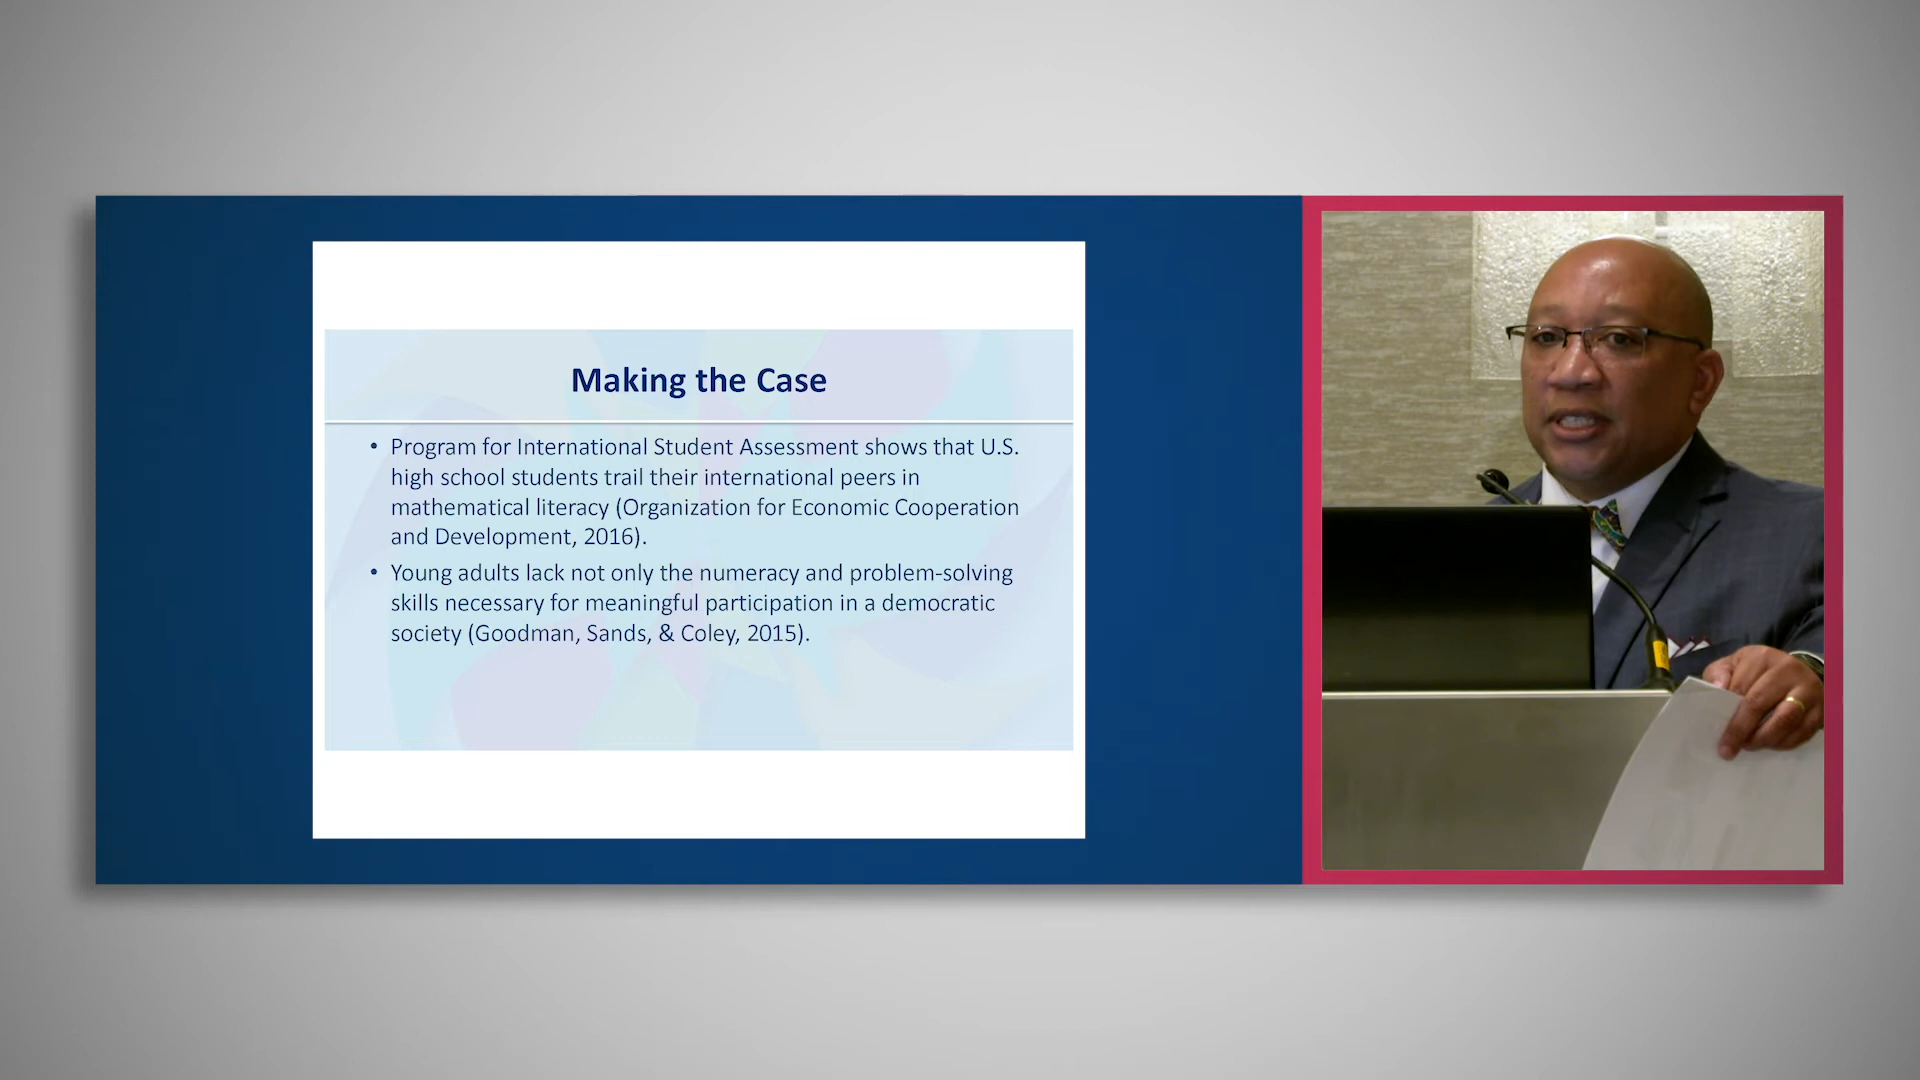 Making the Case
• Program for International Student Assessment shows that U.S.
high school students trail their international peers in
mathematical literacy (Organization for Economic Cooperation
and Development, 2016).
• Young adults lack not only the numeracy and problem-solving
skills necessary for meaningful participation in a democratic
society (Goodman, Sands, & Coley, 2015).